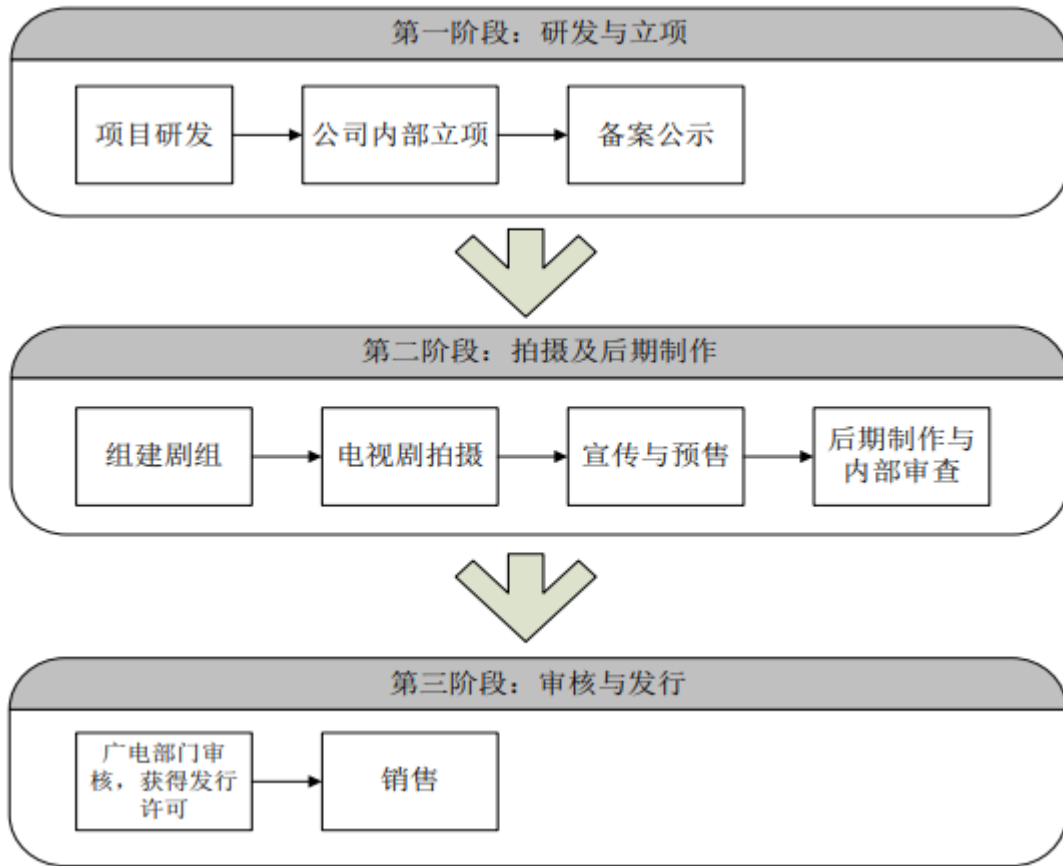 第一阶段：研发与立项
项目研发
公司内部立项
备案公示
第二阶段：拍摄及后期制作
组建剧组
电视剧拍摄
宣传与预售
后期制作与
内部审查
第三阶段：审核与发行
广电部门审
核，获得发行
许可
销售